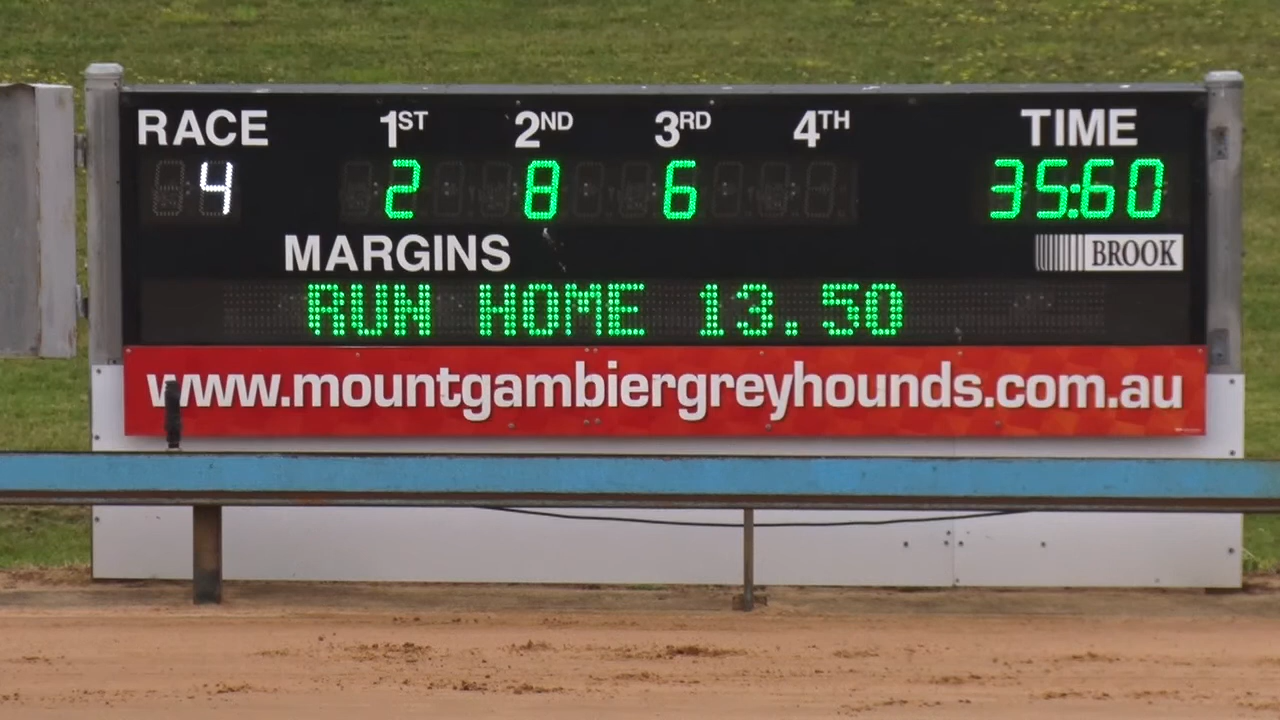 RACE 1ST 2ND 3RD 4TH TIME
4 2 8 6 35:60
MARGINS BROOK
RUN HOME 13.50
www.mountgambiergreyhounds.com.au